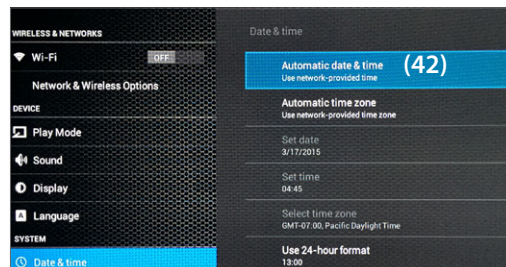 WIRELESS & NETWORKS
Wi-Fi
OFF
Network & Wireless Options
DEVICE
Play Mode
Sound
Display
A Language
SYSTEM
Date & time
Date & time
Automatic date & time (42)
Use network-provided time
Automatic time zone
Use network-provided time zone
Set date
3/17/2015
Set time
04:45
Select time zone
GMT-07:00, Pacific Daylight Time
Use 24-hour format
13:00